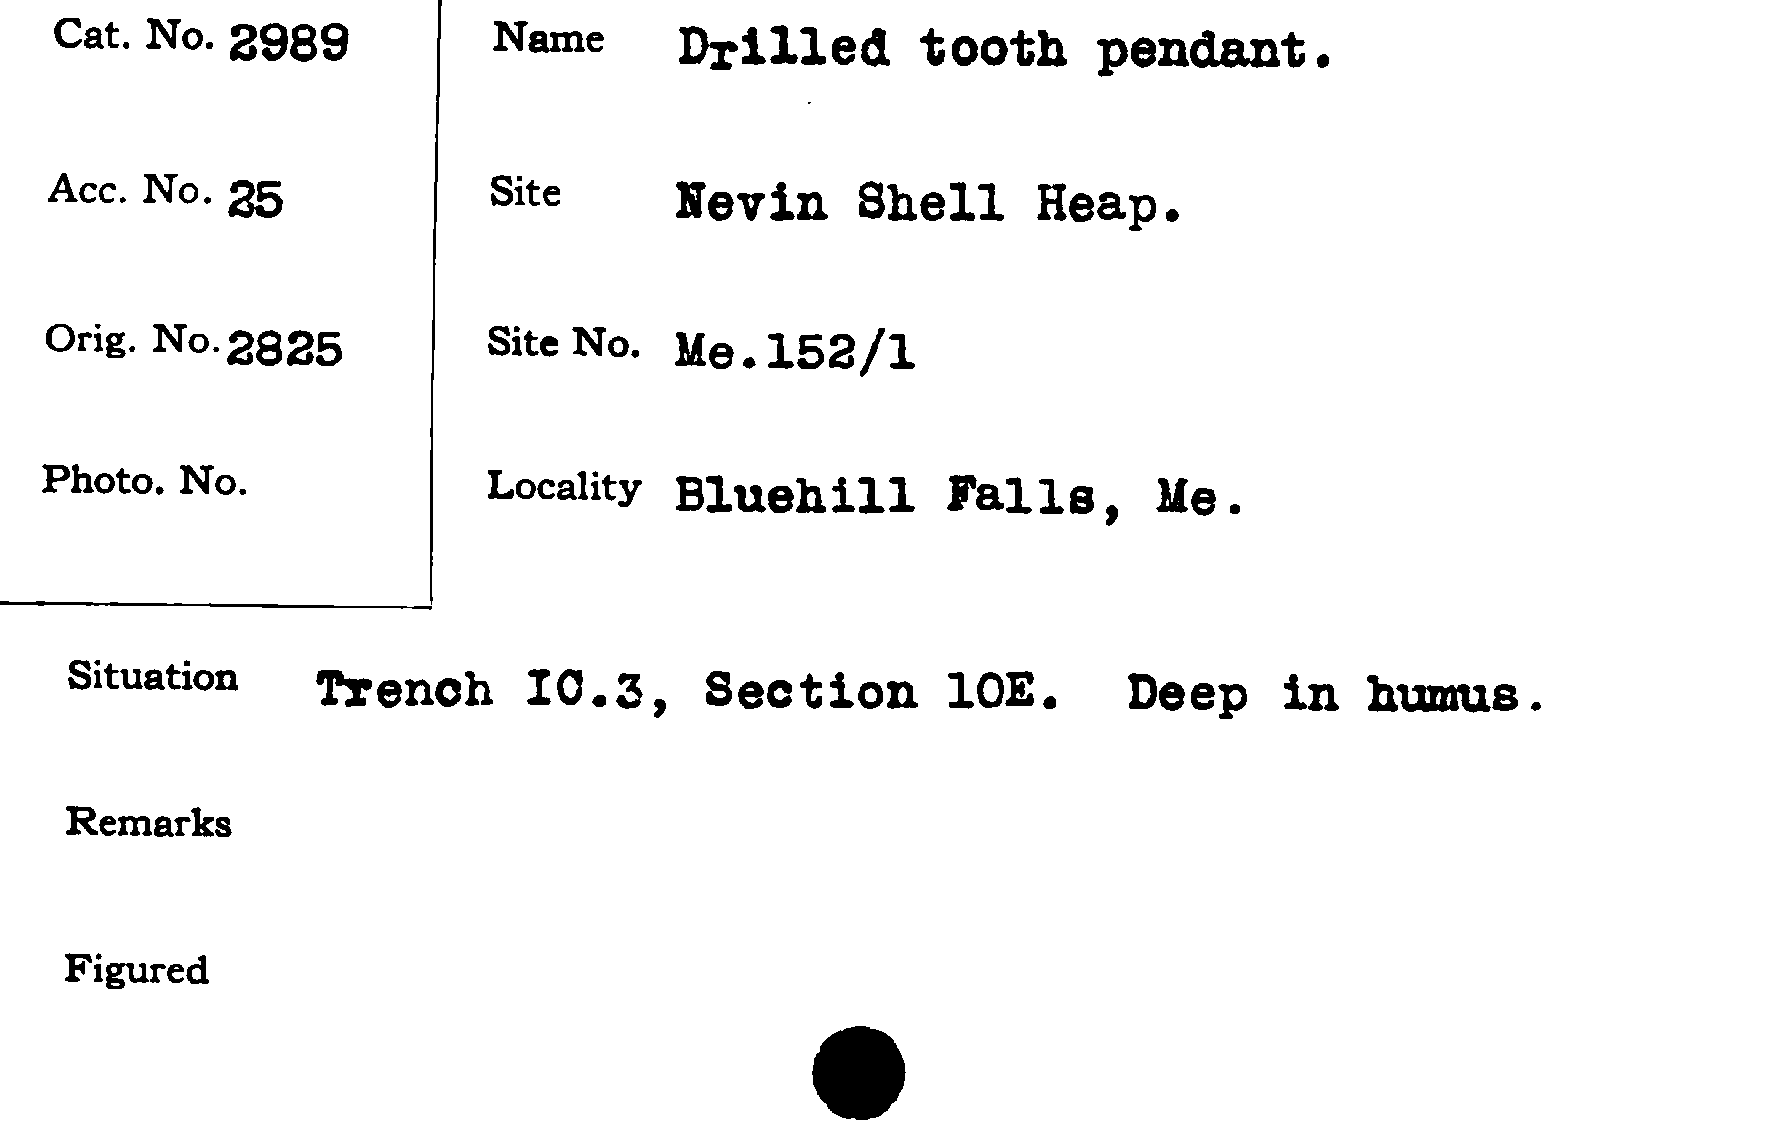 Cat. No. 2989
Name Drilled tooth pendant.
Acc. No. 25
Site Nevin Shell Heap.
Orig. No. 2825
Site No. Me.152/1
Photo. No.
Locality Bluehill Falls, Me.
Situation Trench IC.3, Section 10E. Deep in humus.
Remarks
Figured